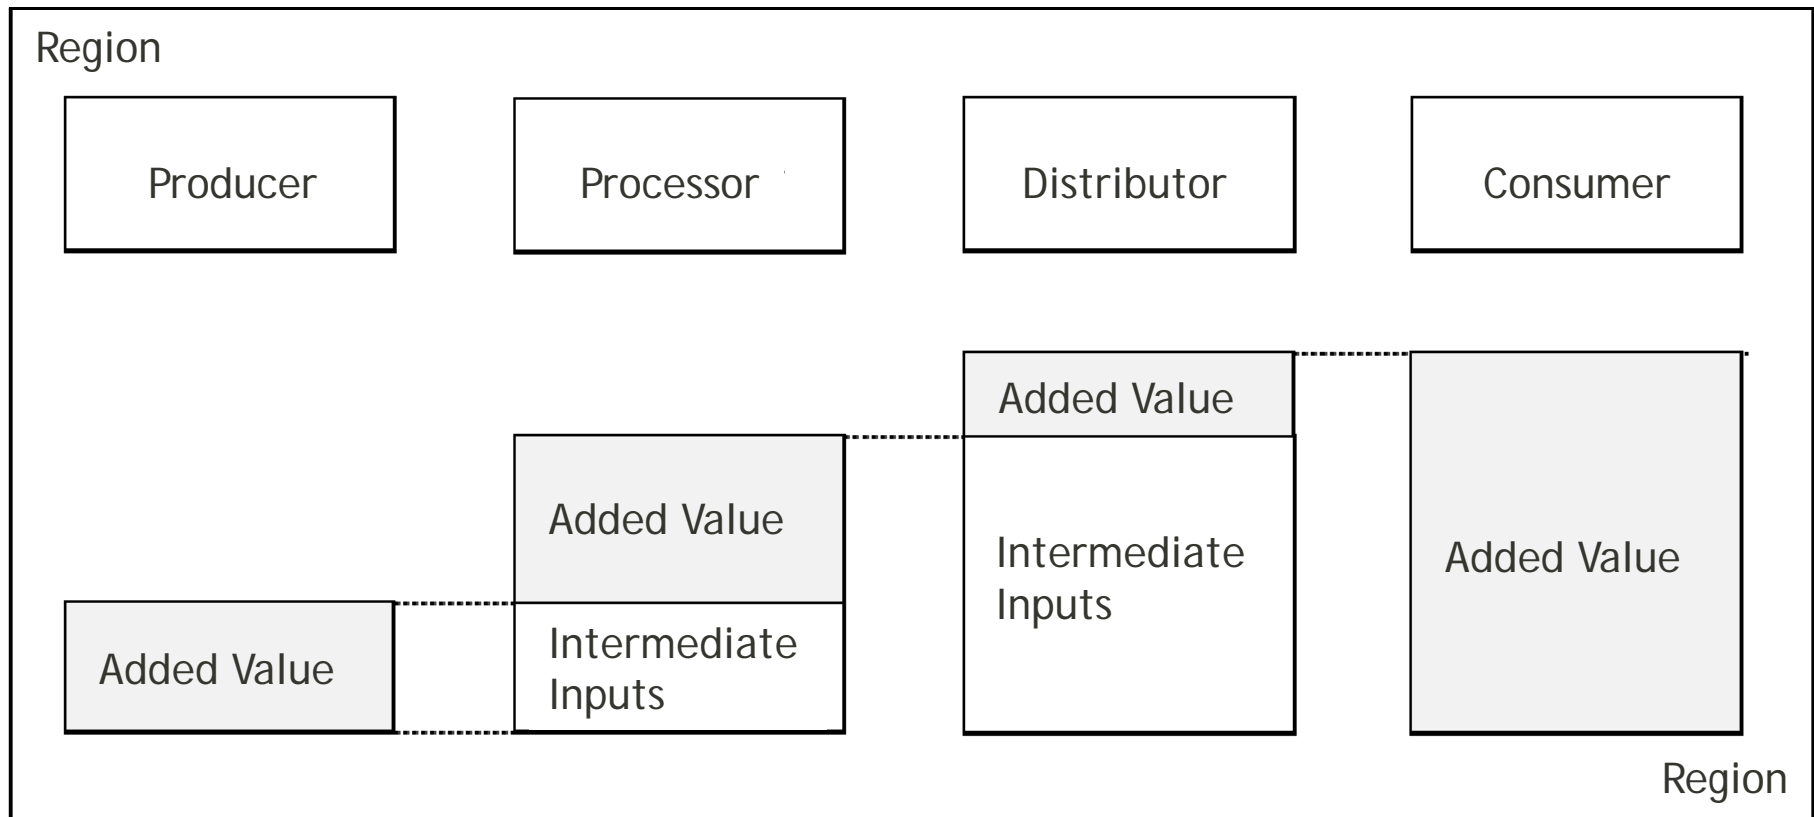 Region
Producer
Processor
Distributor
Consumer
Added Value
Added Value
Intermediate
Inputs
Added Value
Intermediate
Inputs
Added Value
Region